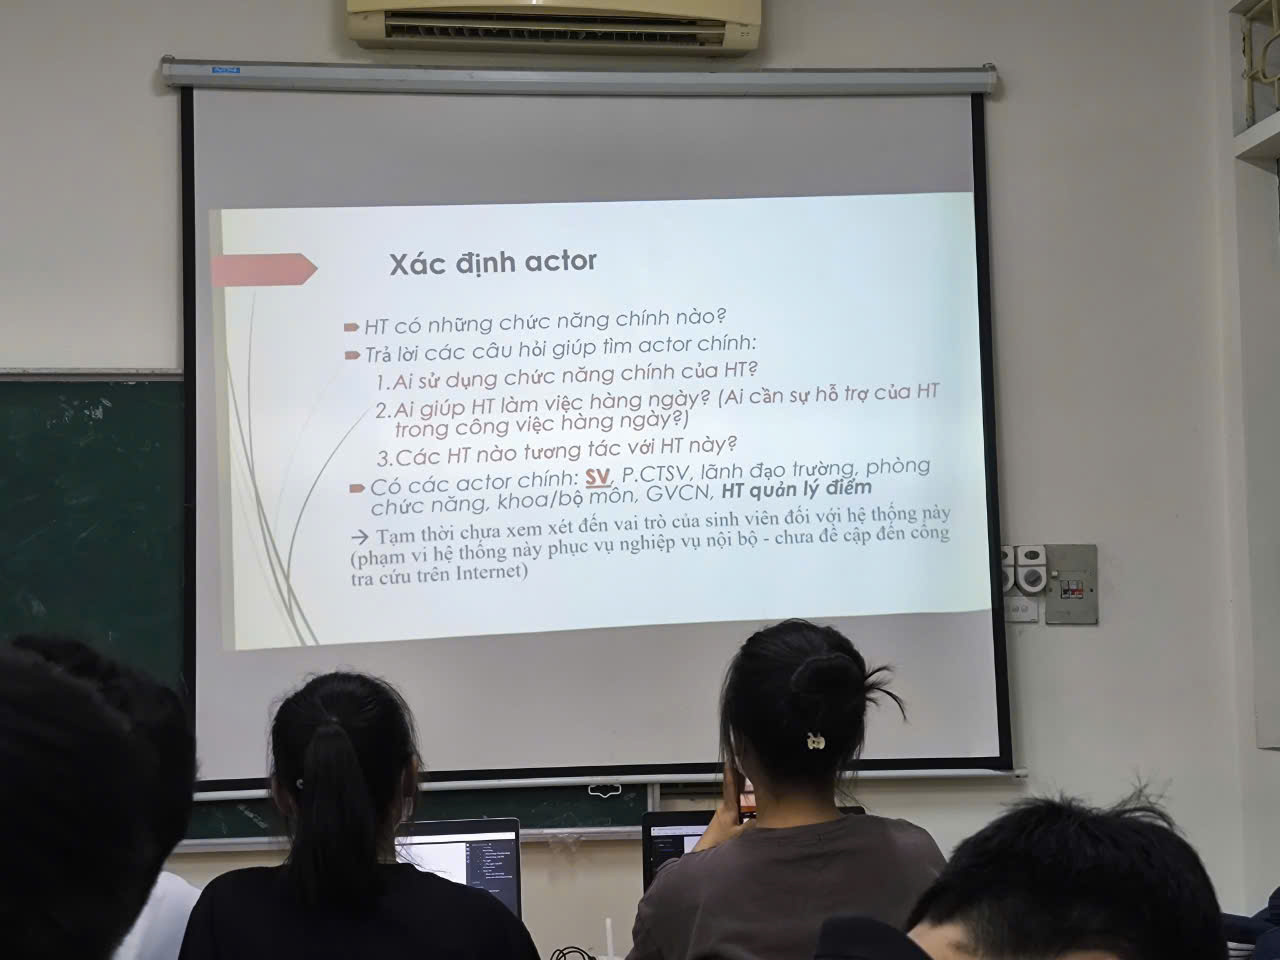 Xác định actor
HT có những chức năng chính nào?
Trả lời các câu hỏi giúp tìm actor chính:
1.Ai sử dụng chức năng chính của HT?
2.Ai giúp HT làm việc hàng ngày? (Ai cần sự hỗ trợ của HT
trong công việc hàng ngày?)
3.Các HT nào tương tác với HT này?
Có các actor chính: SV, P.CTSV, lãnh đạo trường, phòng
chức năng, khoa/bộ môn, GVCN, HT quản lý điểm
→ Tạm thời chưa xem xét đến vai trò của sinh viên đối với hệ thống này
(phạm vi hệ thống này phục vụ nghiệp vụ nội bộ - chưa đề cập đến cổng
tra cứu trên Internet)